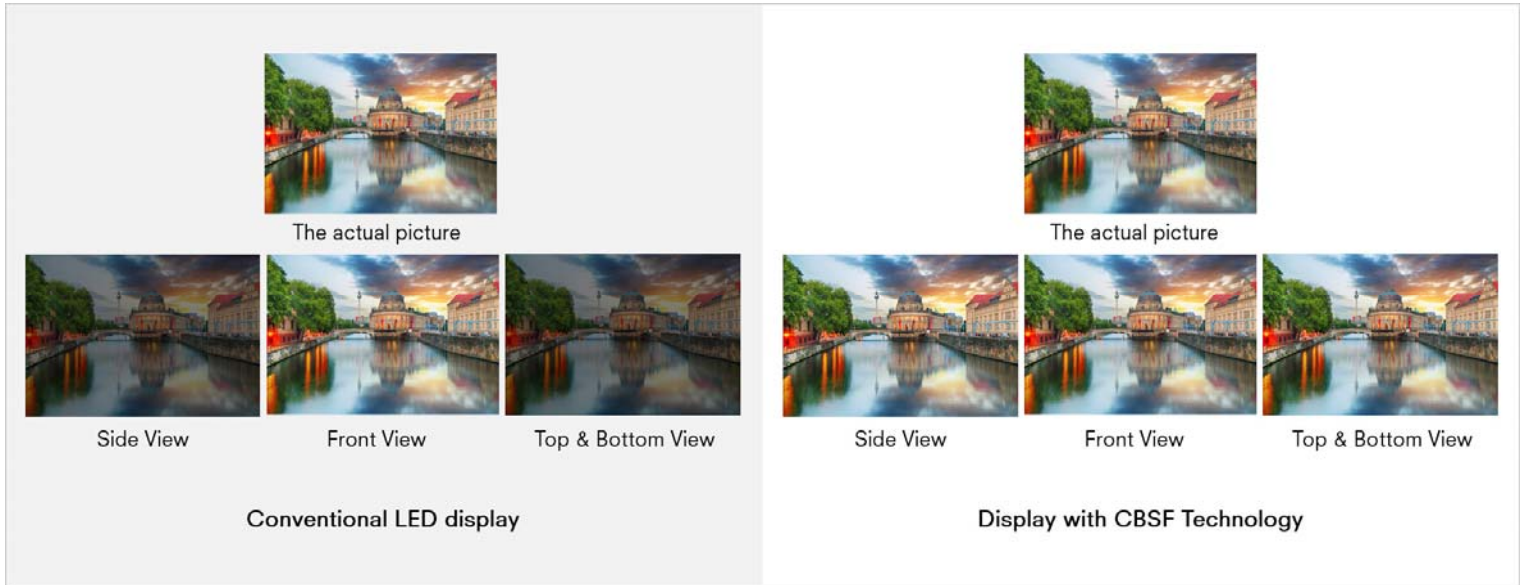 The actual picture
Side View
Front View
Top & Bottom View
Conventional LED display
The actual picture
Side View
Front View
Top & Bottom View
Display with CBSF Technology